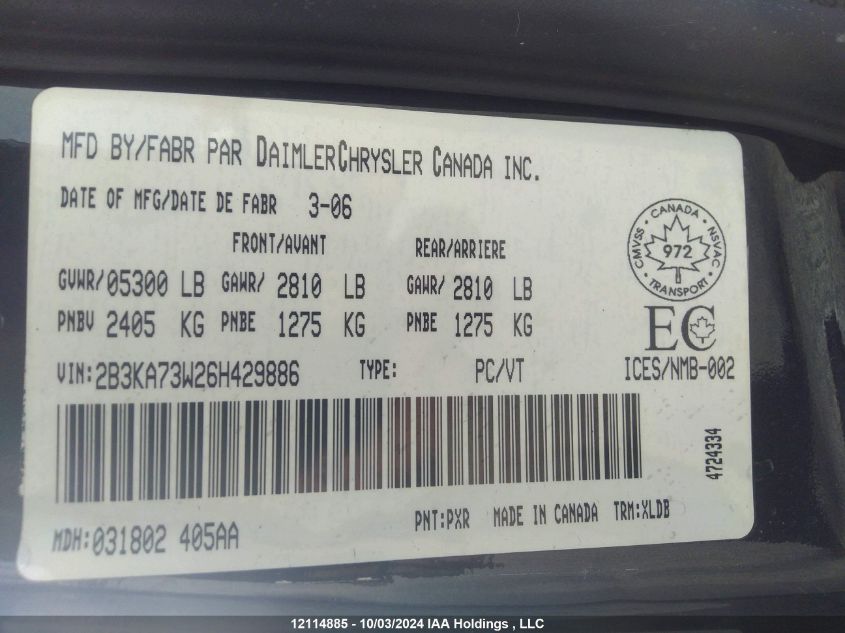 MFD BY/FABR PAR DAIMLERCHRYSLER CANADA INC.
DATE OF MFG/DATE DE FABR 3-06
FRONT/AVANT REAR/ARRIERE
GVWR/05300 LB GAWR/ 2810 LB GAWR/ 2810 LB
PNBV 2405 KG PNBE 1275 KG PNBE 1275 KG
VIN:2B3KA73W26H429886 TYPE: PC/VT
CANADA
CMVSS NSVAC
972
TRANSPORT
EC
ICES/NMB-002
4724334
PNT:PXR MADE IN CANADA TRM:XLDB
MDH:031802 405AA
12114885 - 10/03/2024 IAA Holdings , LLC